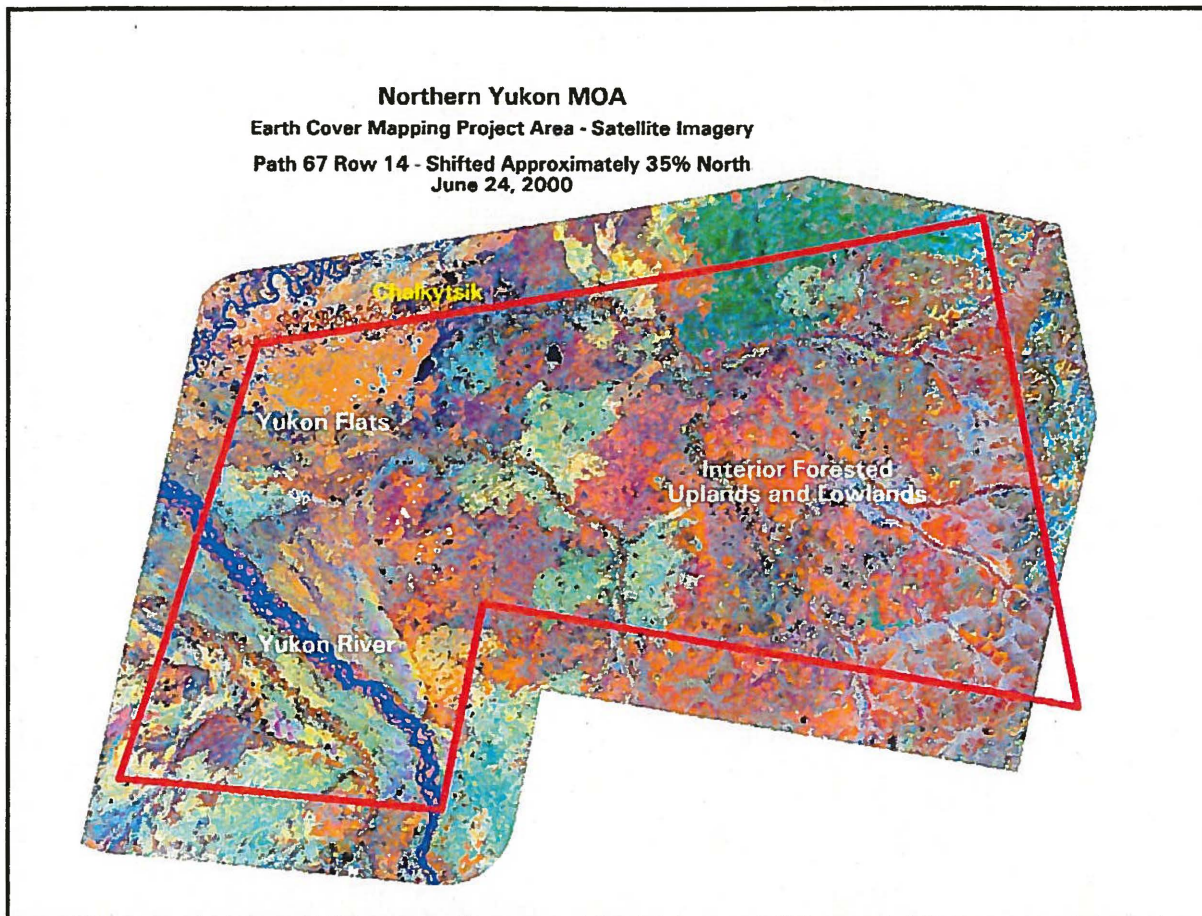 Northern Yukon MOA
Earth Cover Mapping Project Area - Satellite Imagery
Path 67 Row 14 - Shifted Approximately 35% North
June 24, 2000
Chalkytsik
Yukon Flats
Interior Forested
Uplands and Lowlands
Yukon River